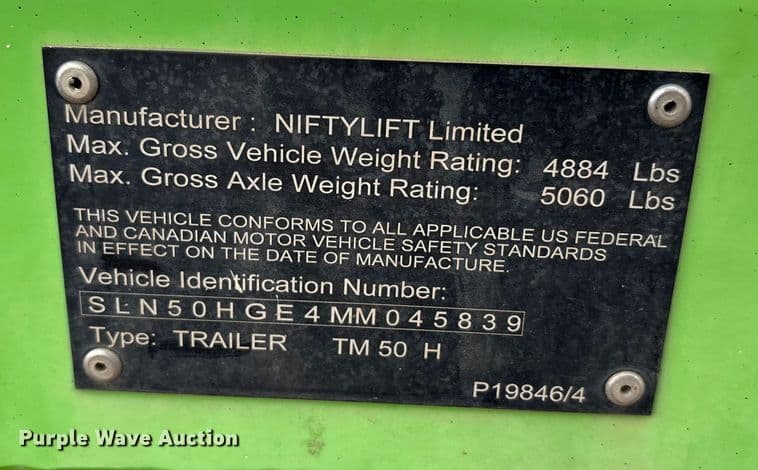 Manufacturer : NIFTYLIFT Limited
Max. Gross Vehicle Weight Rating: 4884 Lbs
Max. Gross Axle Weight Rating: 5060 Lbs
THIS VEHICLE CONFORMS TO ALL APPLICABLE US FEDERAL
AND CANADIAN MOTOR VEHICLE SAFETY STANDARDS
IN EFFECT ON THE DATE OF MANUFACTURE.
Vehicle Identification Number:
SLN50HGE4MM045839
Type: TRAILER TM 50 H
P19846/4
Purple Wave Auction